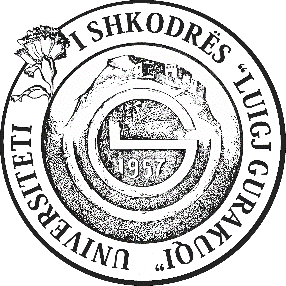 UNIVERSITETI I SHKODRËS "LUIGJ GURAKUQI"
1957